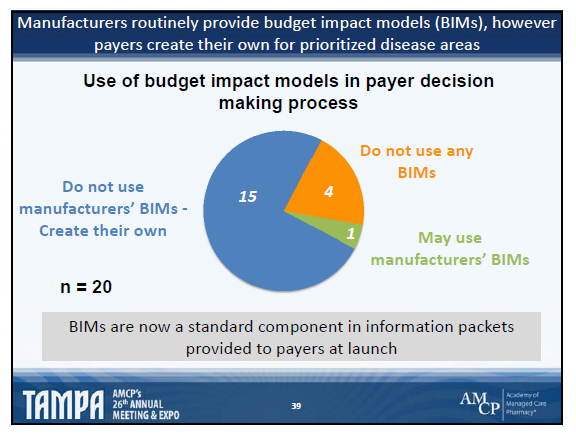 Manufacturers routinely provide budget impact models (BIMs), however
payers create their own for prioritized disease areas
Use of budget impact models in payer decision
making process
Do not use
manufacturers’ BIMs -
Create their own
15
Do not use any
BIMs
4
1
May use
manufacturers’ BIMs
n = 20
BIMs are now a standard component in information packets
provided to payers at launch
TAMPA
AMCP's
26th ANNUAL
MEETING & EXPO
39
AMCP
Academy of
Managed Care
Pharmacy®